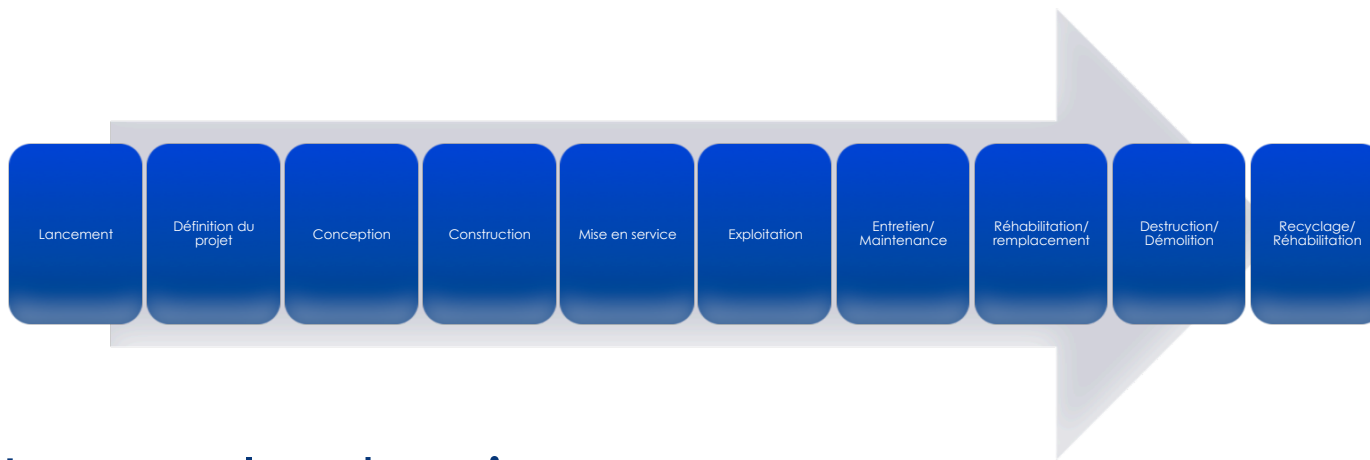 Lancement
Définition du
projet
Conception
Construction
Mise en service
Exploitation
Entretien/
Maintenance
Réhabilitation/
remplacement
Destruction/
Démolition
Recyclage/
Réhabilitation